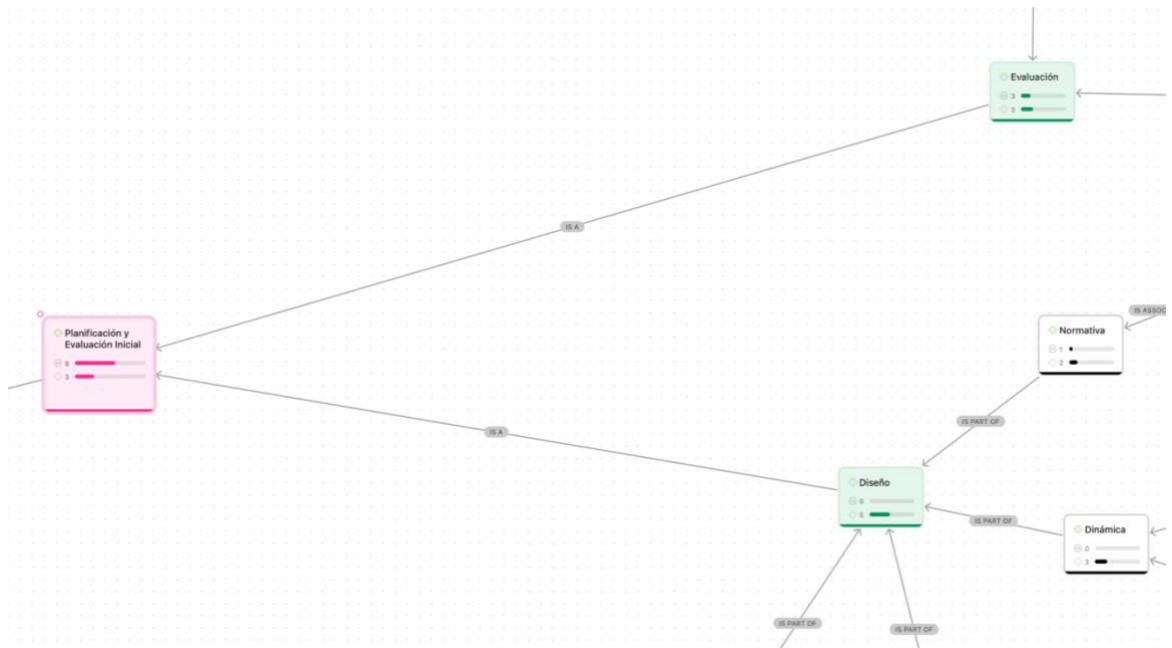 Evaluación
3
3
IS A
IS ASSOC
Planificación y
Evaluación Inicial
6
3
Normativa
1
2
IS PART OF
IS A
Diseño
0
5
IS PART OF
Dinámica
0
3
IS PART OF
IS PART OF